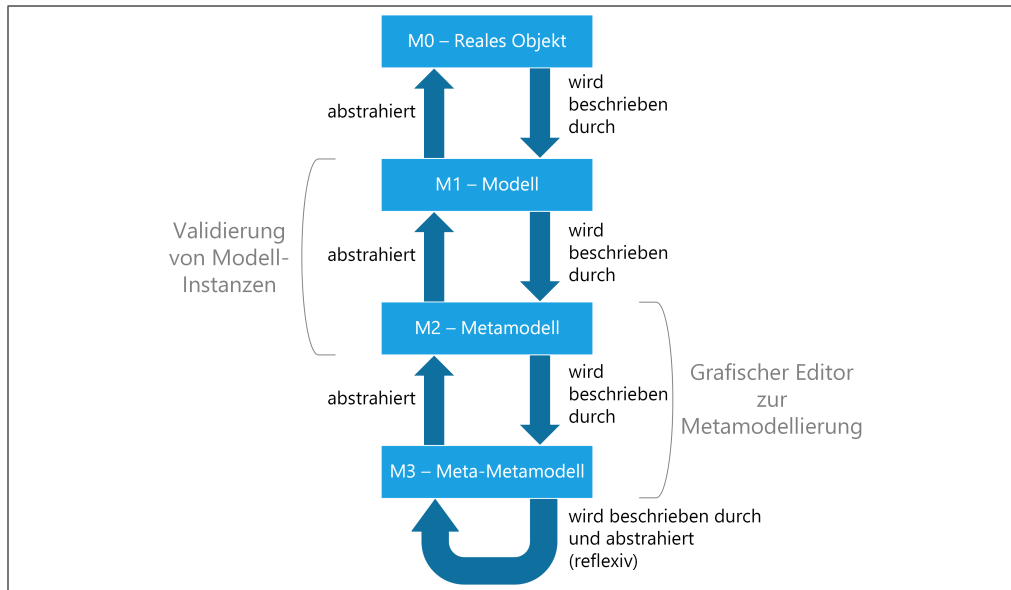 M0 – Reales Objekt
abstrahiert
wird
beschrieben
durch
M1 – Modell
Validierung
von Modell-
Instanzen
abstrahiert
wird
beschrieben
durch
M2 – Metamodell
abstrahiert
wird
beschrieben
durch
Grafischer Editor
zur
Metamodellierung
M3 – Meta-Metamodell
wird beschrieben durch
und abstrahiert
(reflexiv)